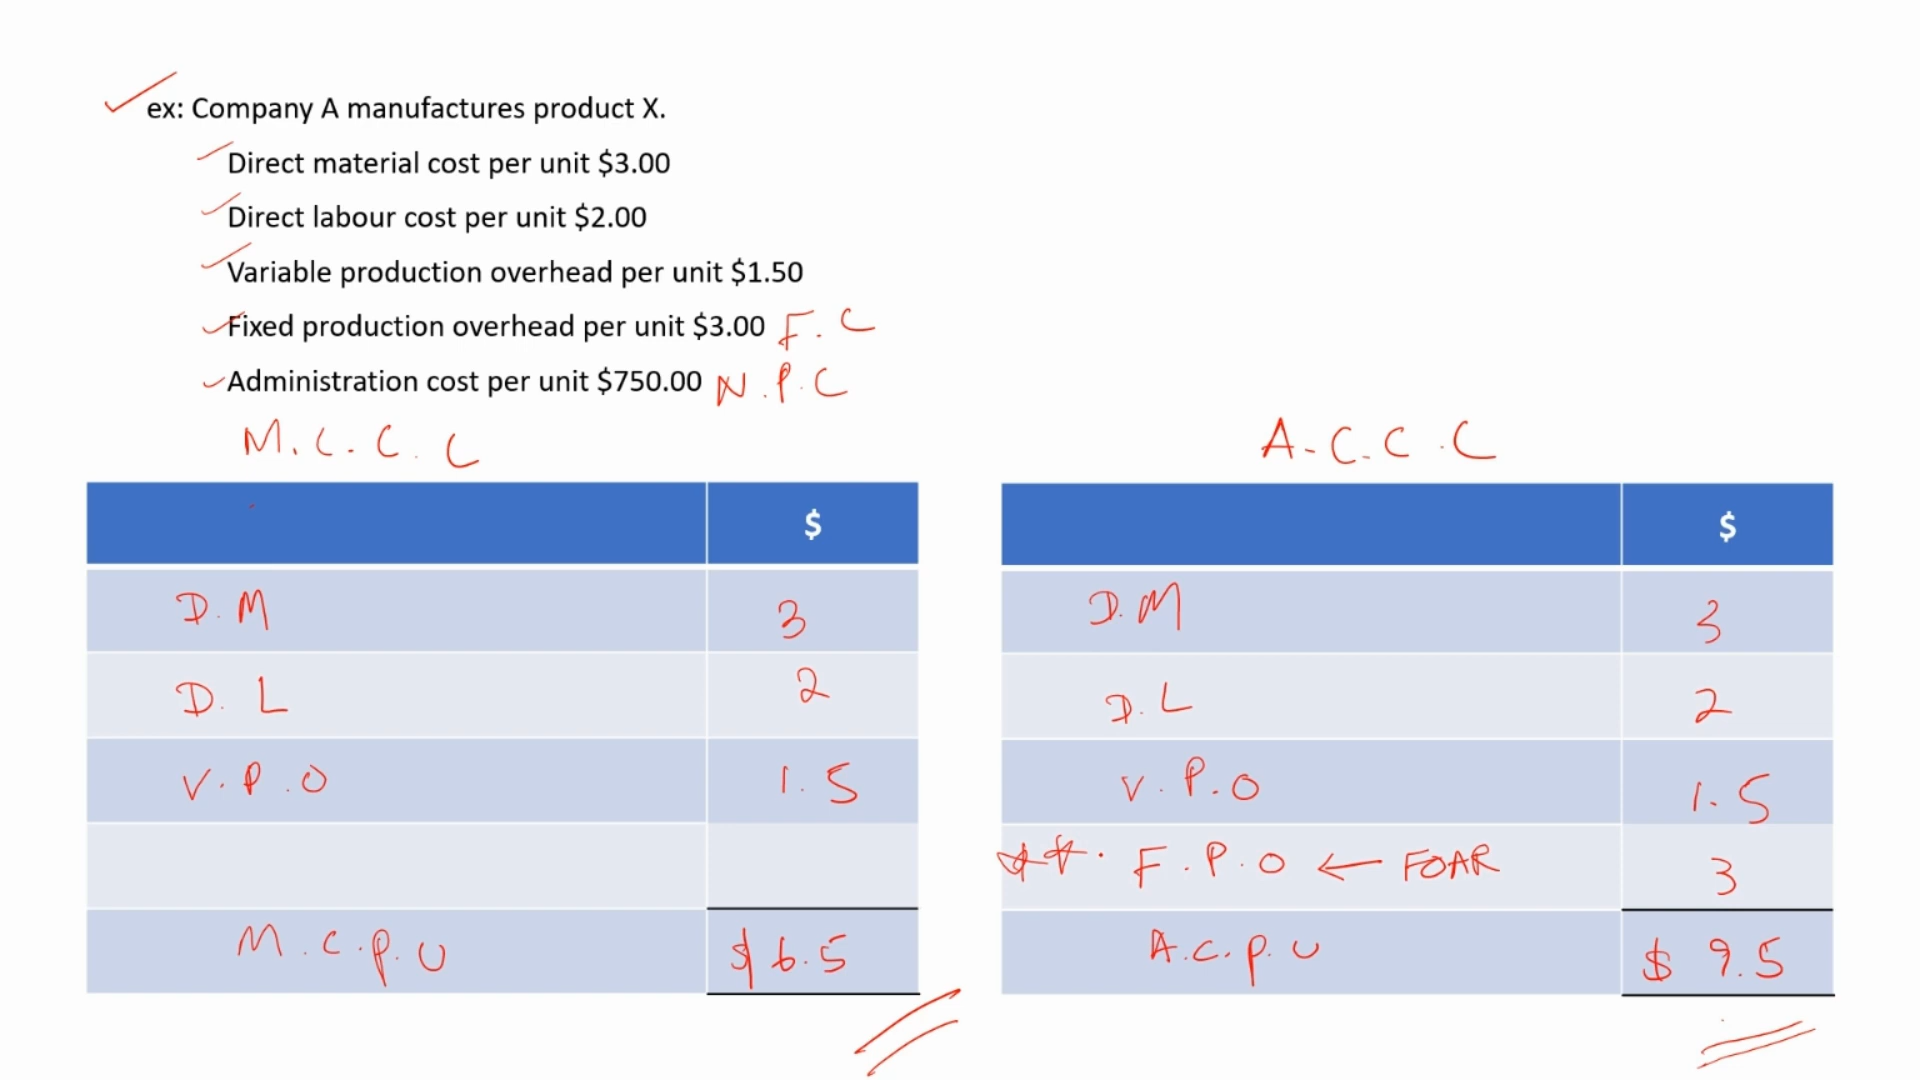 ex: Company A manufactures product X.
Direct material cost per unit $3.00
Direct labour cost per unit $2.00
Variable production overhead per unit $1.50
Fixed production overhead per unit $3.00 F.C
Administration cost per unit $750.00 N.P.C
M.C.C.C
$
D.M 3
D.L 2
V.P.O 1.5
M.C.P.U $6.5
A.C.C.C
$
D.M 3
D.L 2
V.P.O 1.5
**. F.P.O ← FOAR 3
A.C.P.U $9.5